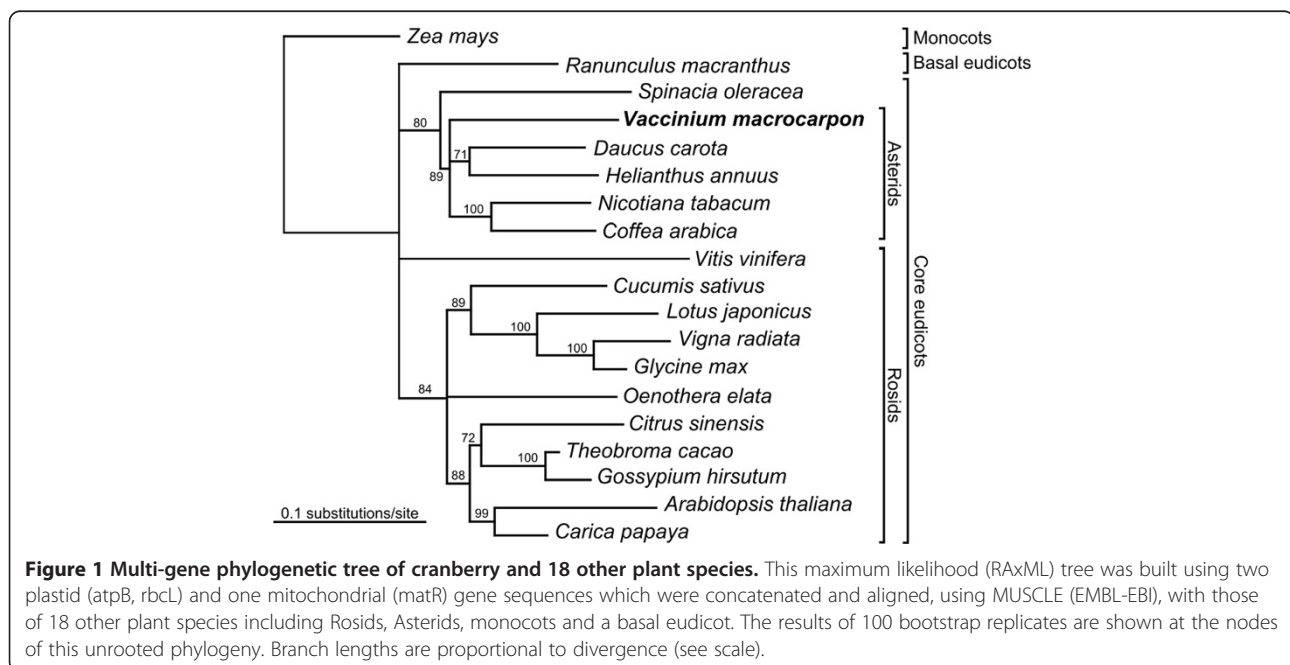 Zea mays
Monocots
Ranunculus macranthus
Basal eudicots
Spinacia oleracea
80
Vaccinium macrocarpon
Daucus carota
71
89
Helianthus annuus
Asterids
Nicotiana tabacum
100
Coffea arabica
Vitis vinifera
Core eudicots
Cucumis sativus
89
Lotus japonicus
100
Vigna radiata
100
Glycine max
Rosids
84
Oenothera elata
Citrus sinensis
72
Theobroma cacao
100
Gossypium hirsutum
88
Arabidopsis thaliana
99
Carica papaya
0.1 substitutions/site
Figure 1 Multi-gene phylogenetic tree of cranberry and 18 other plant species. This maximum likelihood (RAxML) tree was built using two
plastid (atpB, rbcL) and one mitochondrial (matR) gene sequences which were concatenated and aligned, using MUSCLE (EMBL-EBI), with those
of 18 other plant species including Rosids, Asterids, monocots and a basal eudicot. The results of 100 bootstrap replicates are shown at the nodes
of this unrooted phylogeny. Branch lengths are proportional to divergence (see scale).